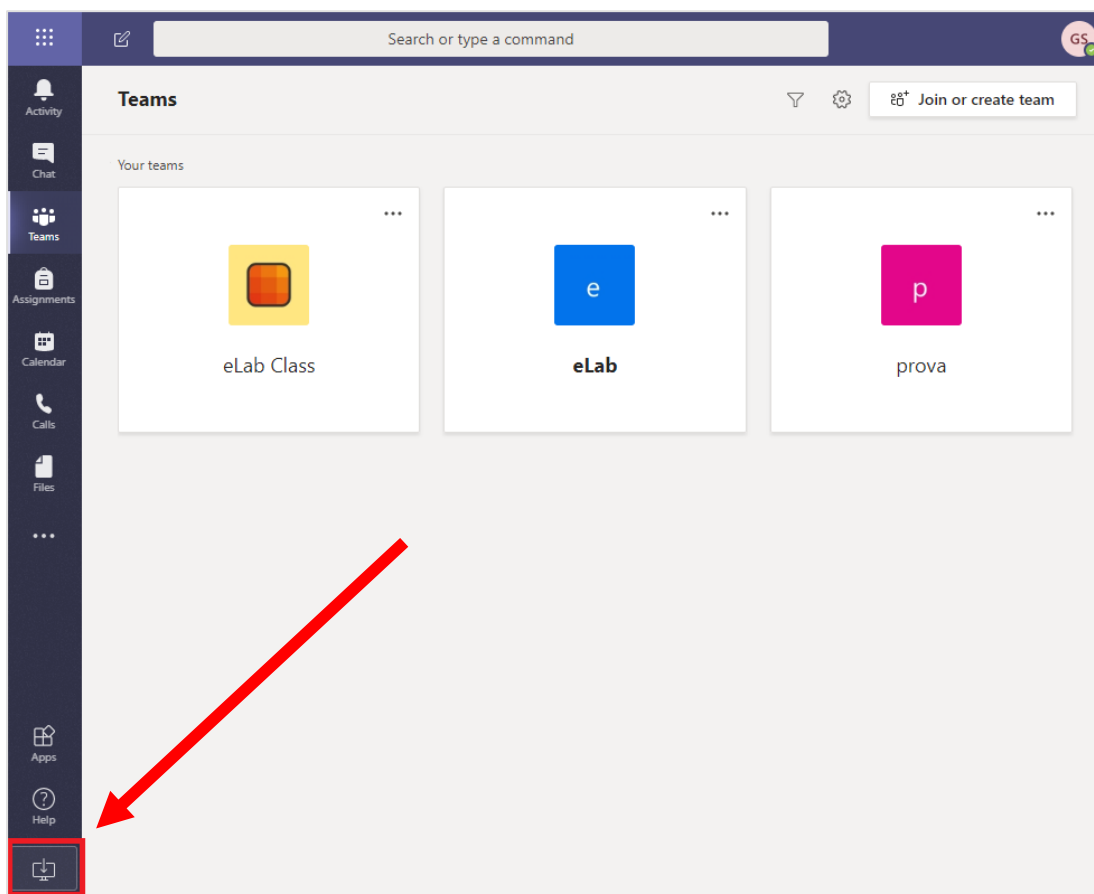 Search or type a command
GS
Activity
Chat
Teams
Assignments
Calendar
Calls
Files
Apps
Help
Teams
Join or create team
Your teams
eLab Class
e
eLab
p
prova